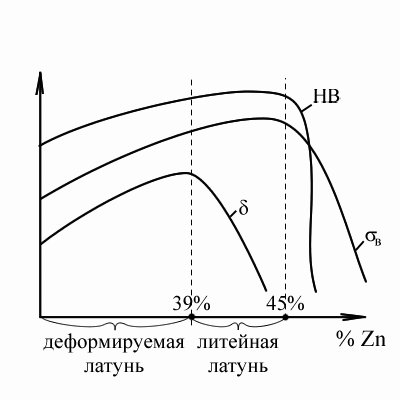 HB
δ
σв
39% 45%
% Zn
деформируемая литейная
латунь латунь